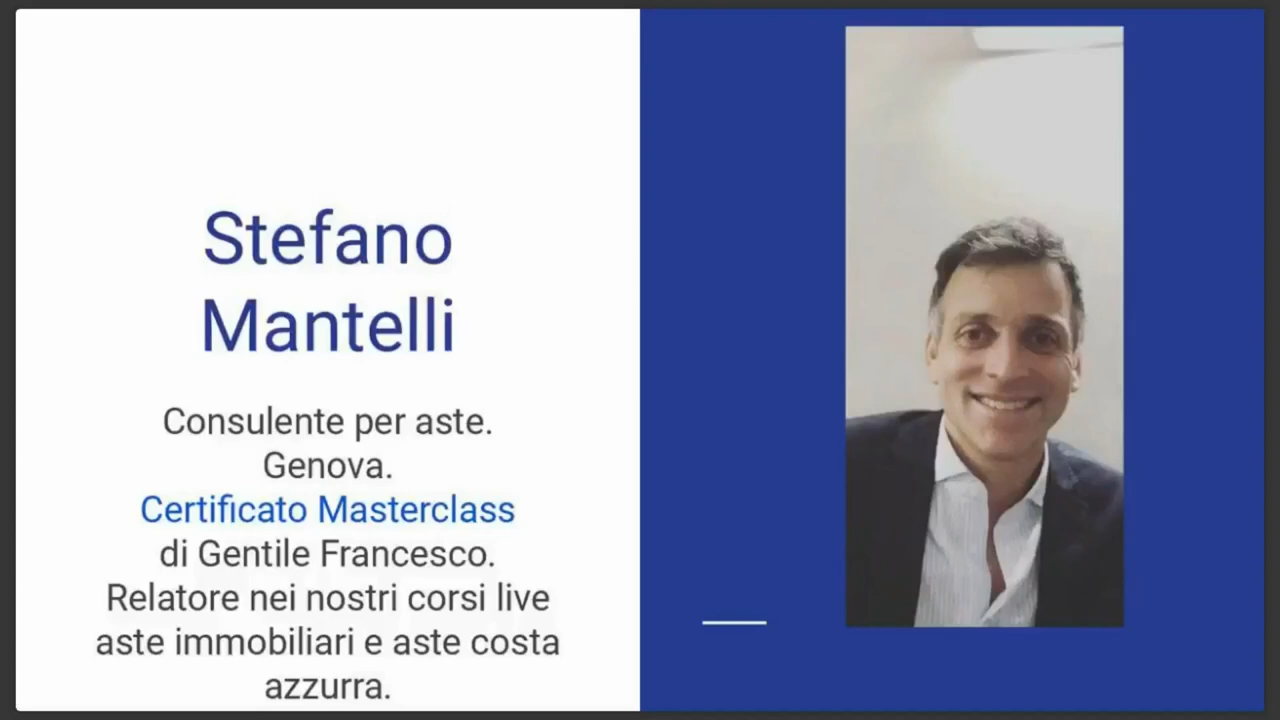 Stefano
Mantelli
Consulente per aste.
Genova.
Certificato Masterclass
di Gentile Francesco.
Relatore nei nostri corsi live
aste immobiliari e aste costa
azzurra.